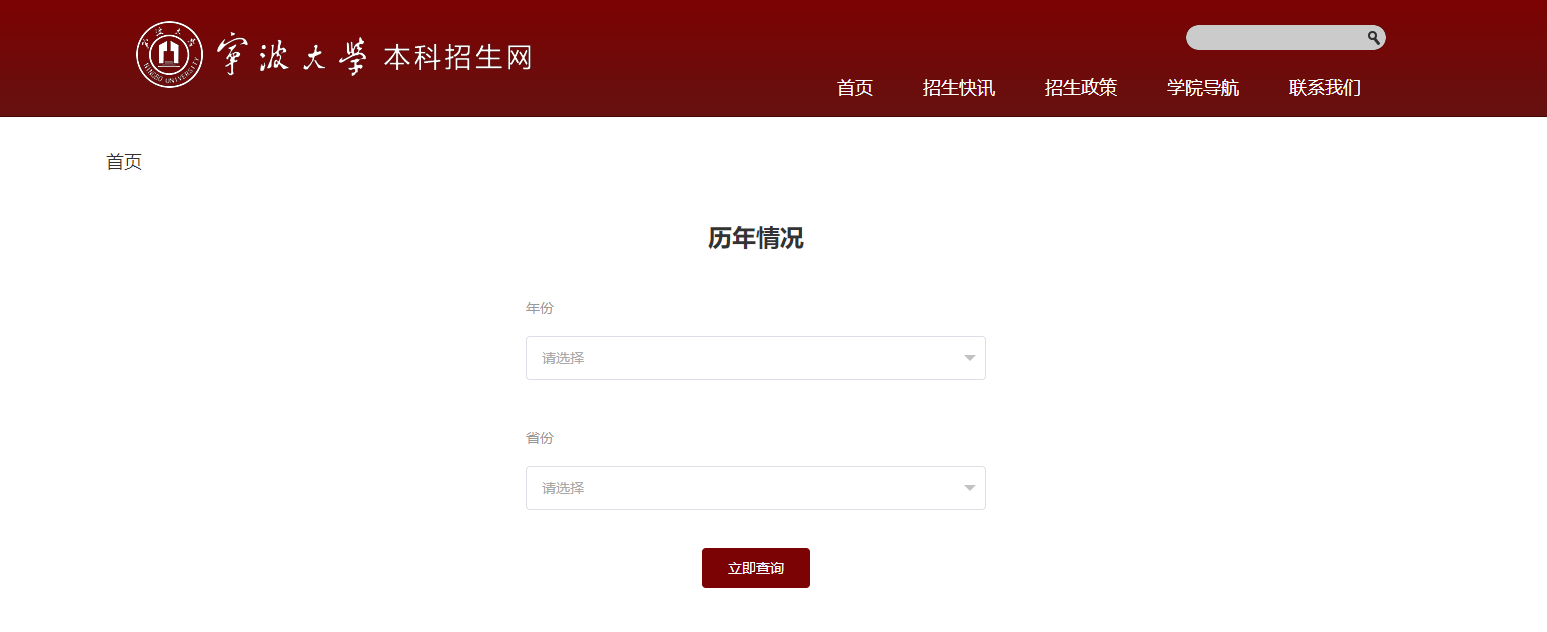 寧波大學 本科招生网
NINGBO UNIVERSITY
首页 招生快讯 招生政策 学院导航 联系我们
首页
历年情况
年份
请选择
省份
请选择
立即查询